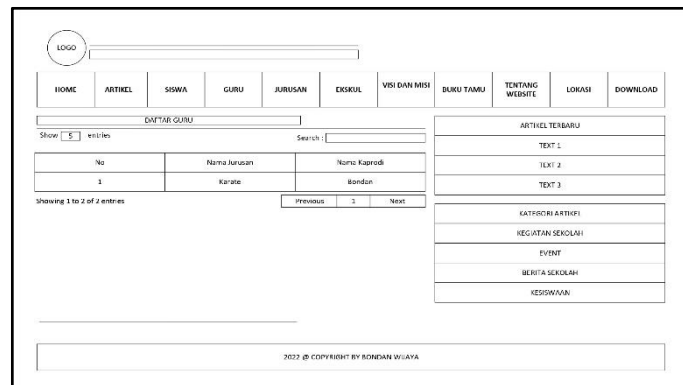 LOGO
HOME ARTIKEL SISWA GURU JURUSAN EKSKUL VISI DAN MISI BUKU TAMU TENTANG WEBSITE LOKASI DOWNLOAD
DAFTAR GURU
Show 5 entries Search :
No Nama Jurusan Nama Kaprodi
1 Karate Bondan
Showing 1 to 2 of 2 entries Previous 1 Next
ARTIKEL TERBARU
TEXT 1
TEXT 2
TEXT 3
KATEGORI ARTIKEL
KEGIATAN SEKOLAH
EVENT
BERITA SEKOLAH
KESISWAAN
2022 @ COPYRIGHT BY BONDAN WIJAYA